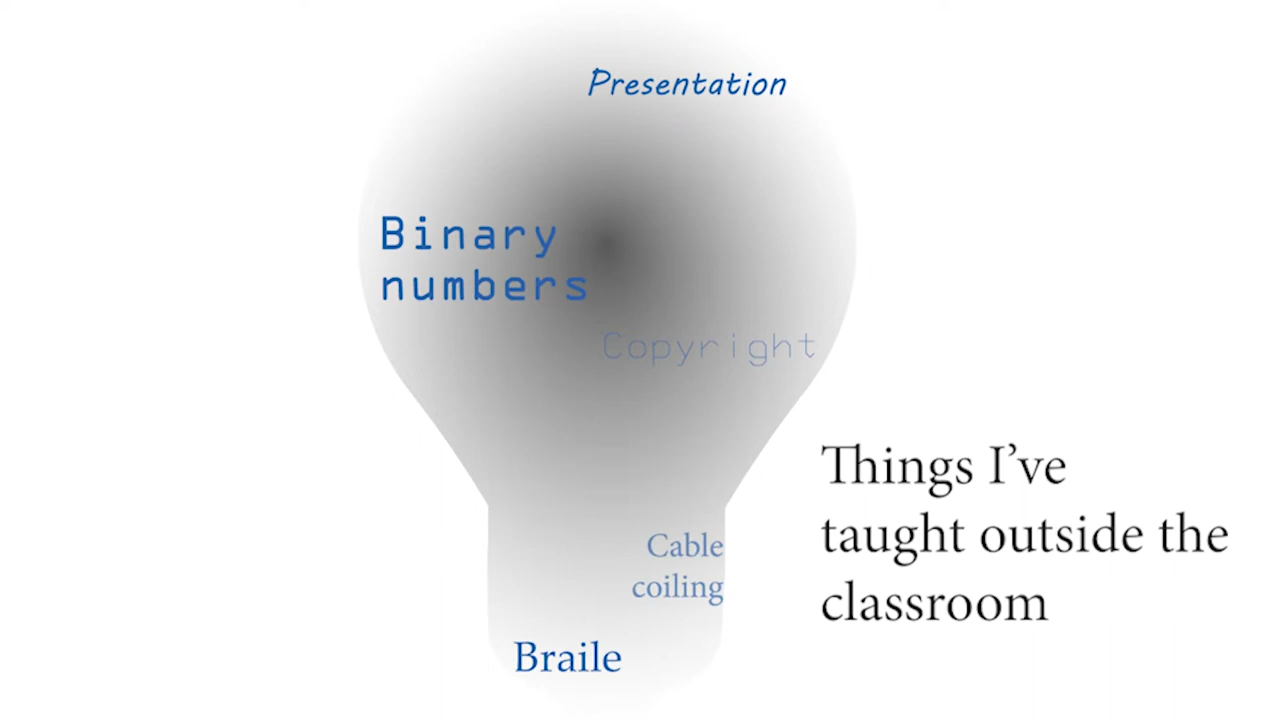 Presentation
Binary
numbers
Copyright
Things I’ve
taught outside the
classroom
Cable
coiling
Braile